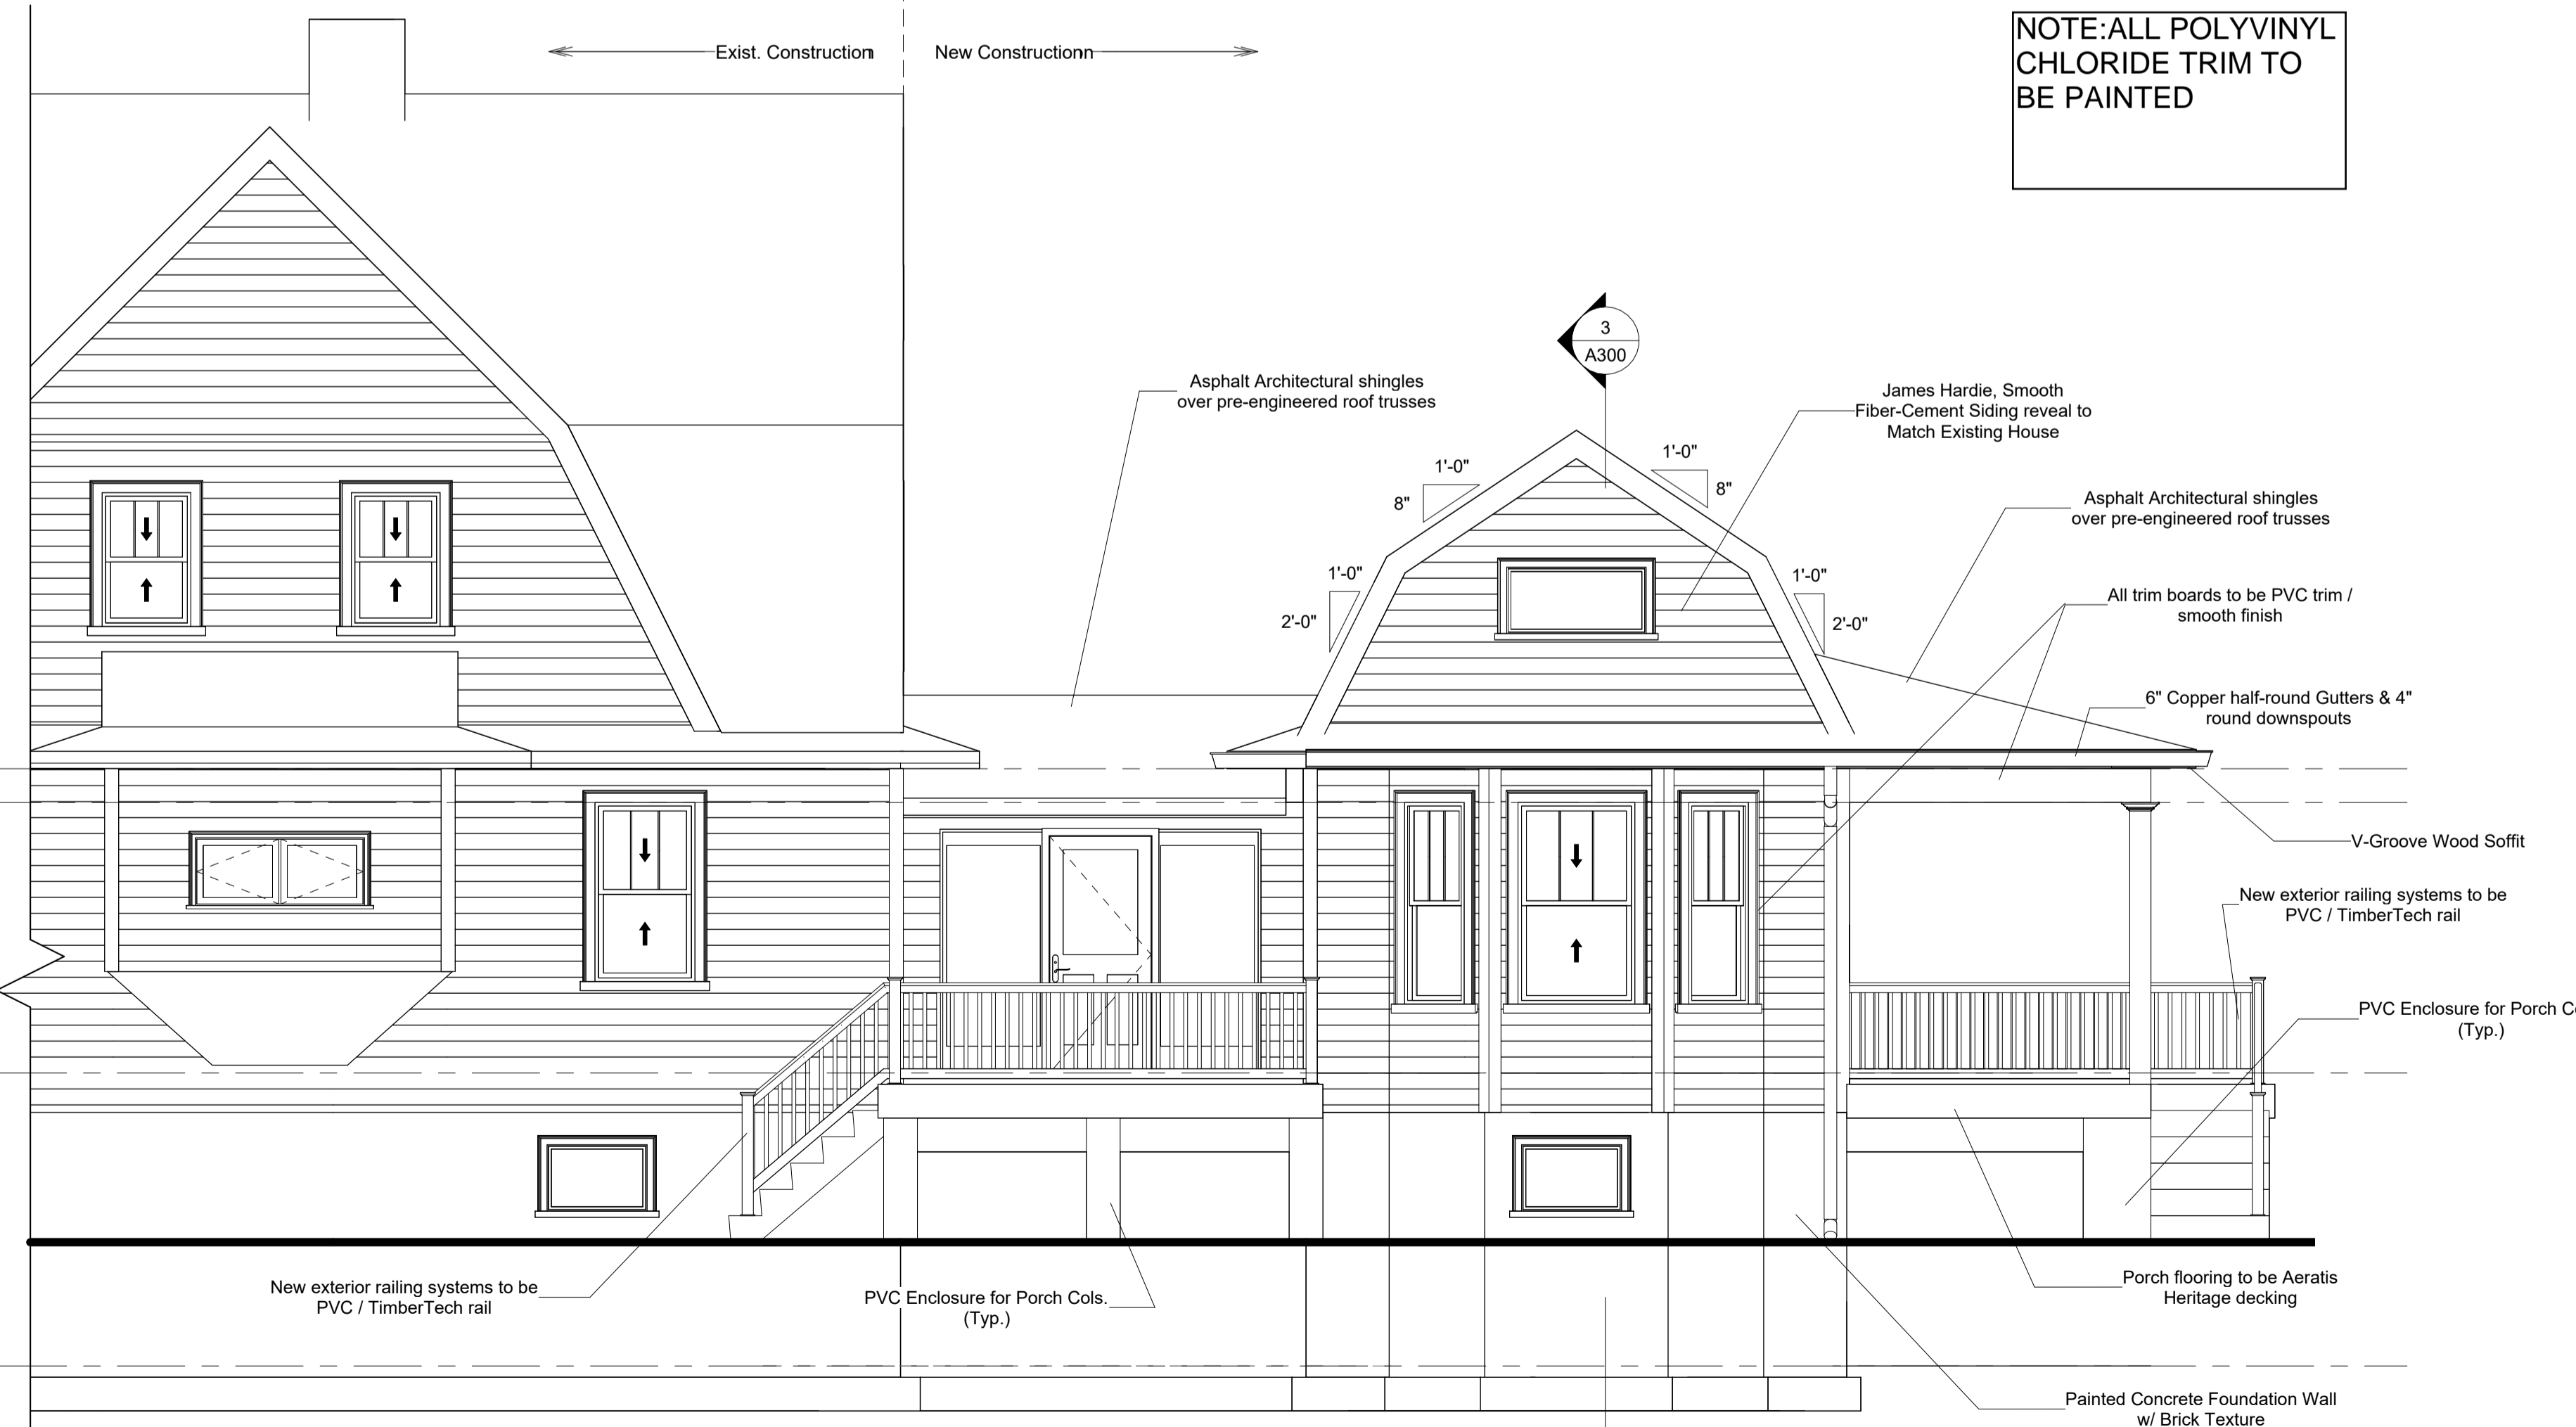 Exist. Construction
New Construction
NOTE:ALL POLYVINYL
CHLORIDE TRIM TO
BE PAINTED
3
A300
Asphalt Architectural shingles
over pre-engineered roof trusses
James Hardie, Smooth
Fiber-Cement Siding reveal to
Match Existing House
1'-0"
8"
1'-0"
8"
Asphalt Architectural shingles
over pre-engineered roof trusses
1'-0"
2'-0"
1'-0"
2'-0"
All trim boards to be PVC trim /
smooth finish
6" Copper half-round Gutters & 4"
round downspouts
V-Groove Wood Soffit
New exterior railing systems to be
PVC / TimberTech rail
PVC Enclosure for Porch
(Typ.)
New exterior railing systems to be
PVC / TimberTech rail
PVC Enclosure for Porch Cols.
(Typ.)
Porch flooring to be Aeratis
Heritage decking
Painted Concrete Foundation Wall
w/ Brick Texture